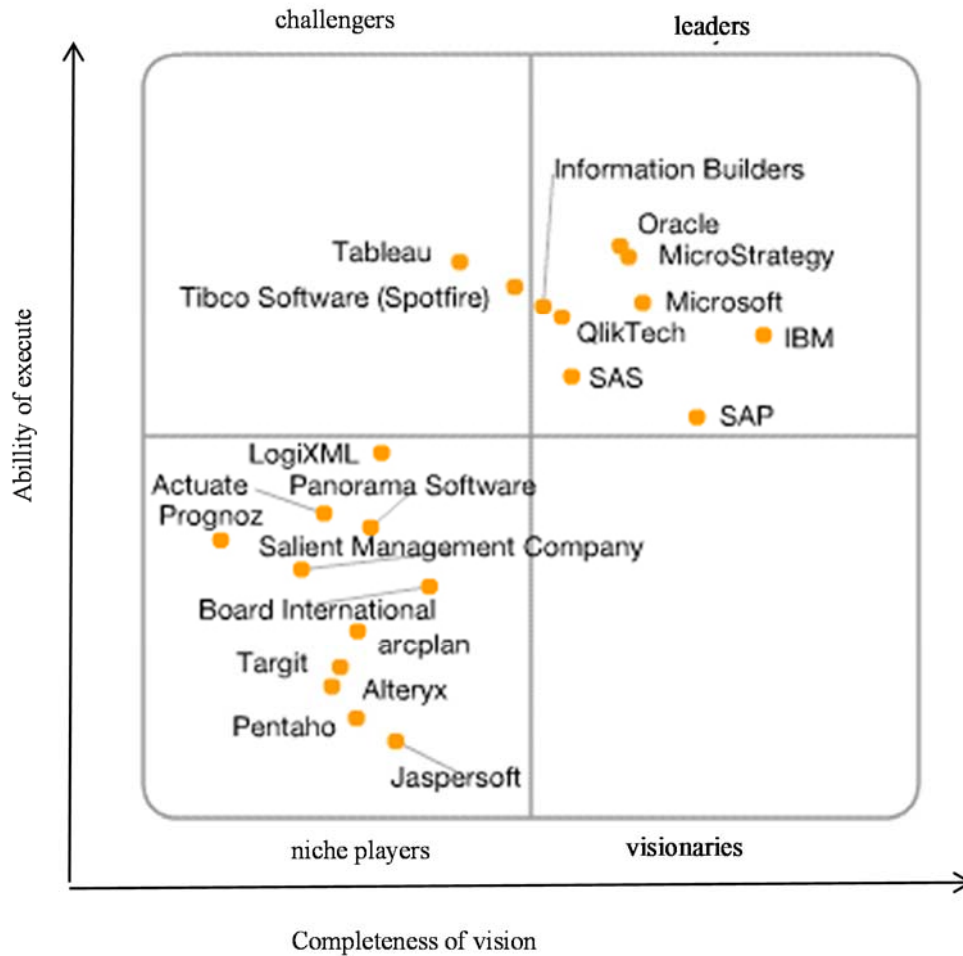 challengers
leaders
Information Builders
Oracle
Tableau
MicroStrategy
Tibco Software (Spotfire)
Microsoft
QlikTech
IBM
SAS
SAP
Abillity of execute
LogiXML
Actuate
Panorama Software
Prognoz
Salient Management Company
Board International
arcplan
Targit
Alteryx
Pentaho
Jaspersoft
niche players
visionaries
Completeness of vision